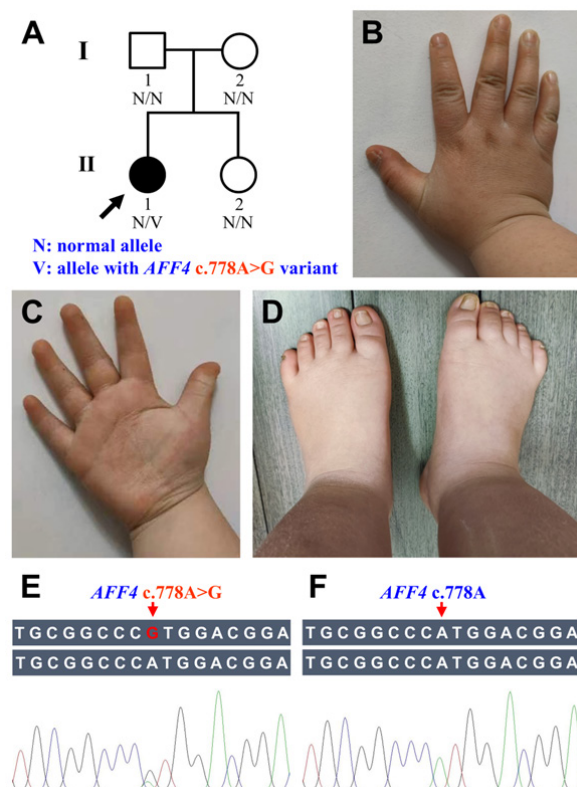 A
B
I
1
2
N/N
N/N
II
1
2
N/V
N/N
N: normal allele
V: allele with AFF4 c.778A>G variant
C
D
E
F
AFF4 c.778A>G
AFF4 c.778A
TGCGGCCCGTGGACGGA
TGCGGCCCATGGACGGA
TGCGGCCCATGGACGGA
TGCGGCCCATGGACGGA